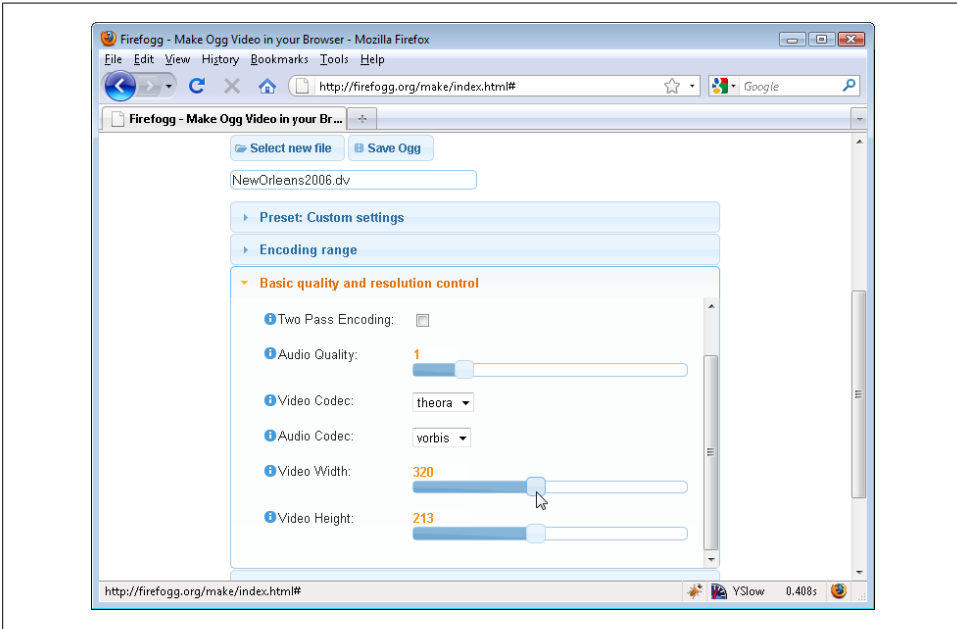 Firefogg - Make Ogg Video in your Browser - Mozilla Firefox
File Edit View History Bookmarks Tools Help
http://firefogg.org/make/index.html#
Google
Firefogg - Make Ogg Video in your Br...
Select new file
Save Ogg
NewOrleans2006.dv
Preset: Custom settings
Encoding range
Basic quality and resolution control
Two Pass Encoding:
Audio Quality: 1
Video Codec: theora
Audio Codec: vorbis
Video Width: 320
Video Height: 213
http://firefogg.org/make/index.html# YSlow 0.408s